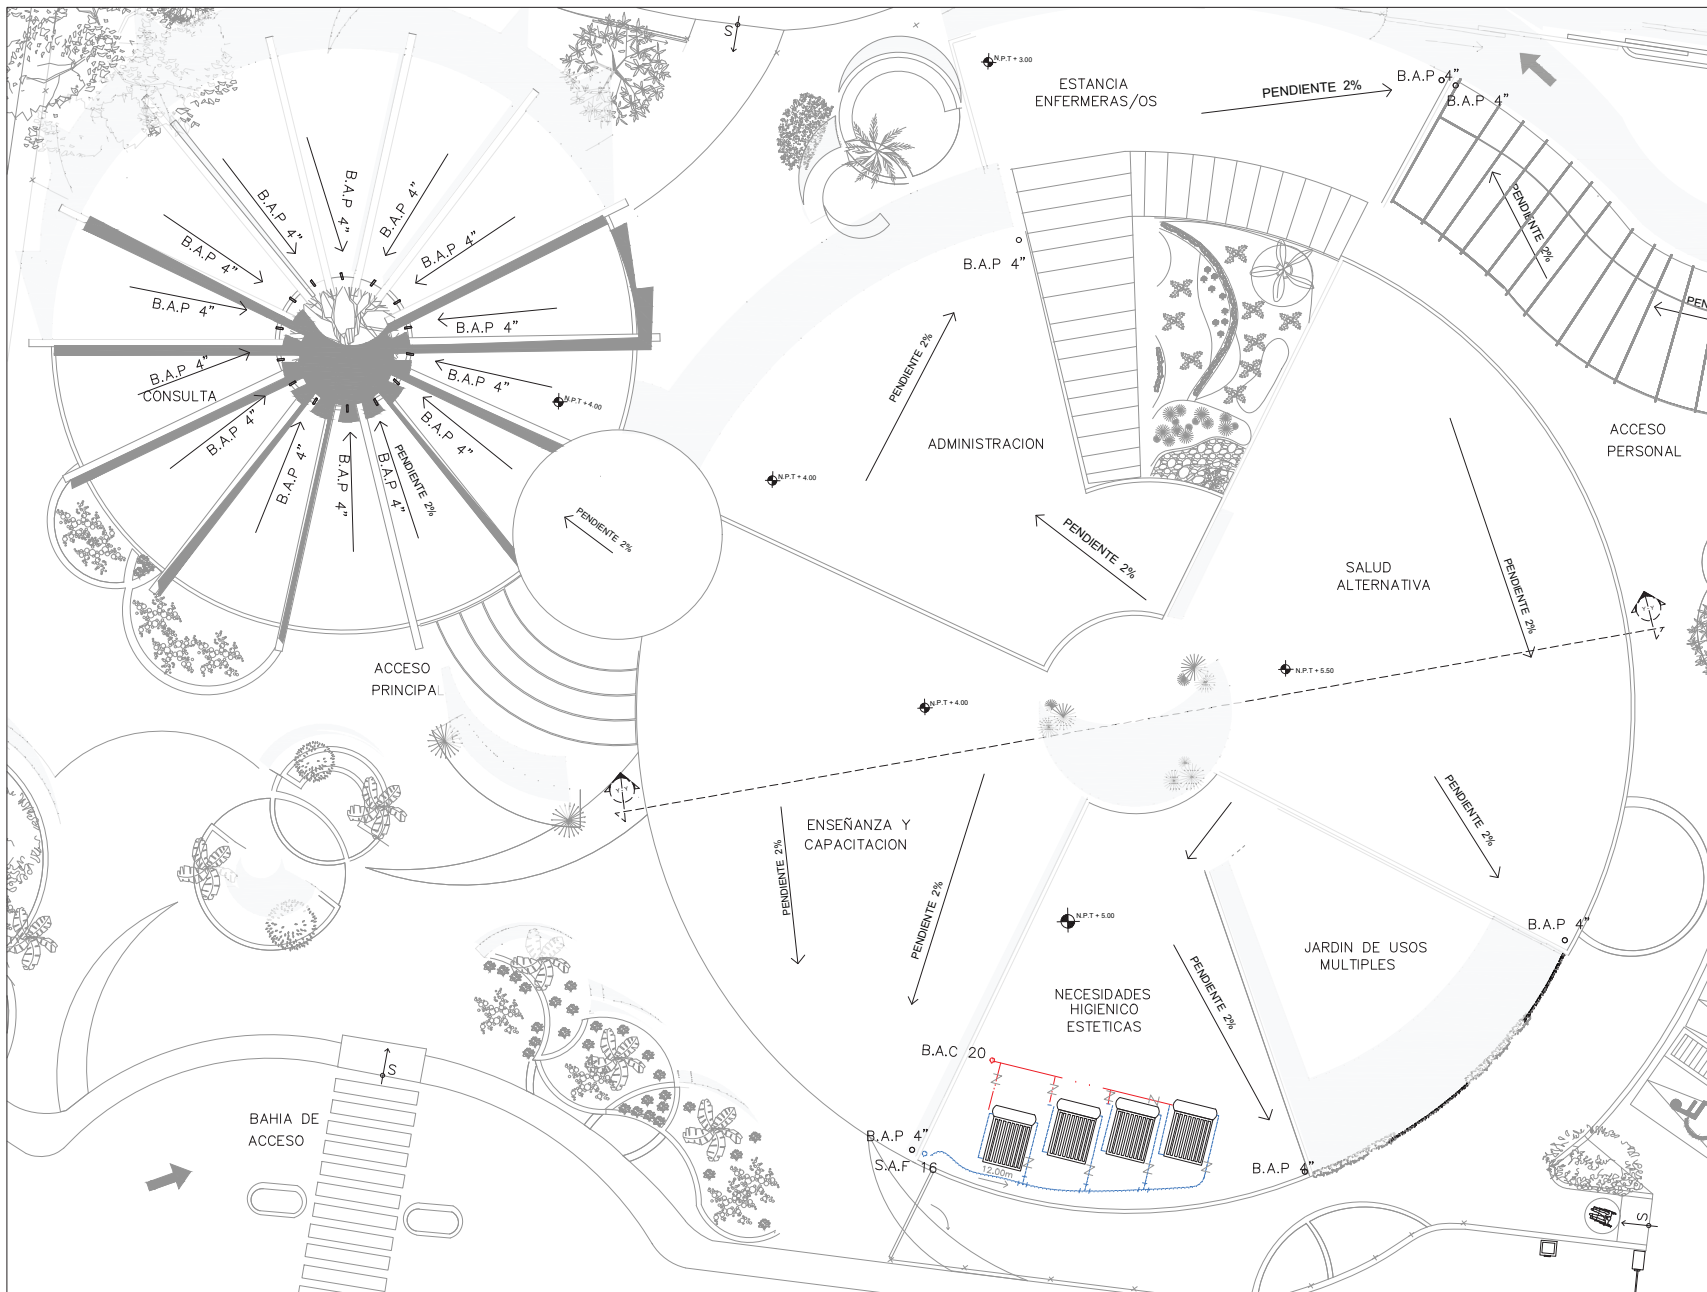 S
N.P.T + 3.00
ESTANCIA
ENFERMERAS/OS
PENDIENTE 2%
B.A.P 4"
B.A.P 4"
PENDIENTE 2%
B.A.P 4"
B.A.P 4"
B.A.P 4"
B.A.P 4"
B.A.P 4"
B.A.P 4"
B.A.P 4"
B.A.P 4"
B.A.P 4"
CONSULTA
B.A.P 4"
N.P.T + 4.00
B.A.P 4"
B.A.P 4"
B.A.P 4"
B.A.P 4"
PENDIENTE 2%
B.A.P 4"
PENDIENTE 2%
B.A.P 4"
PENDIENTE 2%
ADMINISTRACION
N.P.T + 4.00
PENDIENTE 2%
ACCESO
PERSONAL
SALUD
ALTERNATIVA
PENDIENTE 2%
ACCESO
PRINCIPAL
N.P.T + 5.50
N.P.T + 4.00
Y
Y
ENSEÑANZA Y
CAPACITACION
PENDIENTE 2%
PENDIENTE 2%
PENDIENTE 2%
N.P.T + 5.00
B.A.P 4"
JARDIN DE USOS
MULTIPLES
PENDIENTE 2%
NECESIDADES
HIGIENICO
ESTETICAS
B.A.C 20
S
BAHIA DE
ACCESO
B.A.P 4"
S.A.F 16
12.00m
B.A.P 4"
S